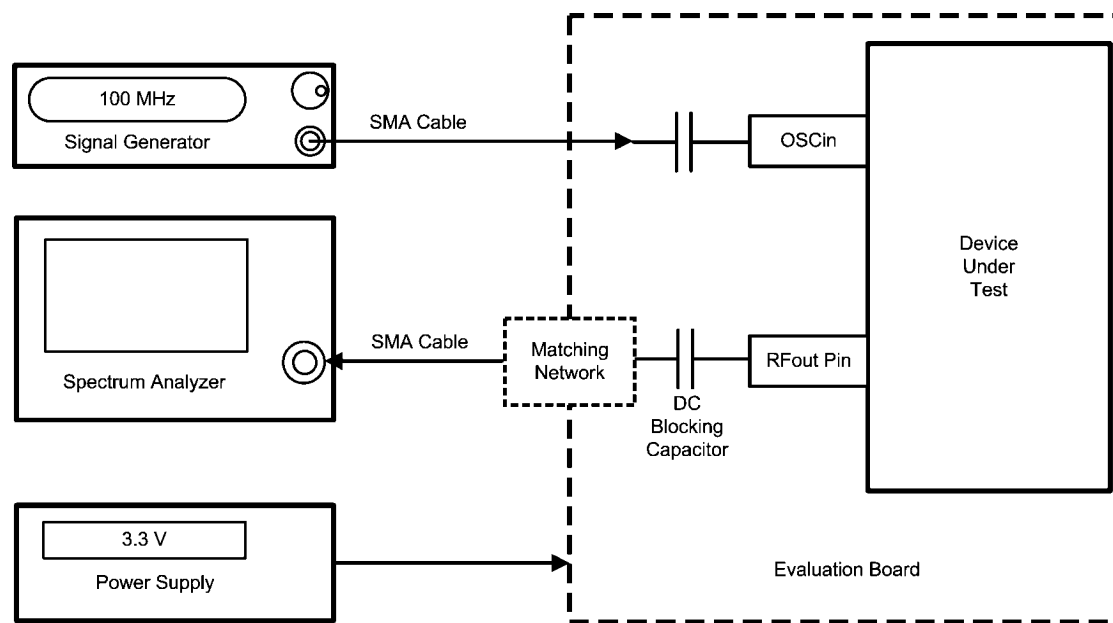 100 MHz
Signal Generator
SMA Cable
OSCin
Device
Under
Test
SMA Cable
Matching
Network
RFout Pin
Spectrum Analyzer
DC
Blocking
Capacitor
3.3 V
Power Supply
Evaluation Board